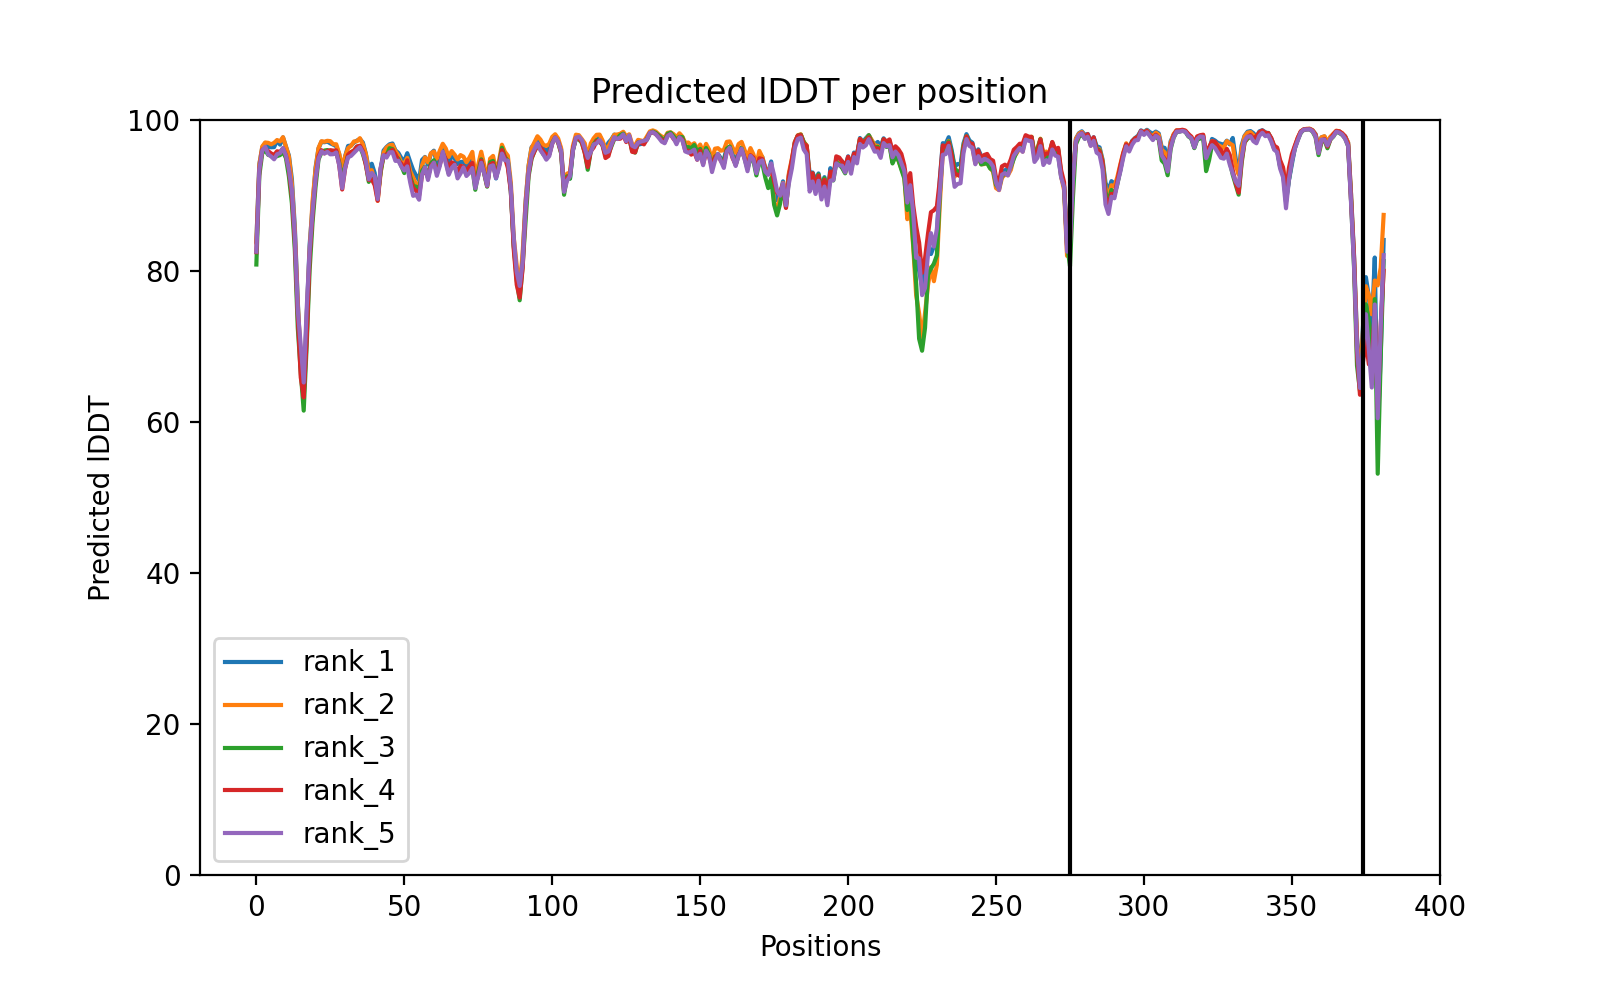 Predicted lDDT per position
Predicted lDDT
100
80
60
40
20
0
rank_1
rank_2
rank_3
rank_4
rank_5
0 50 100 150 200 250 300 350 400
Positions